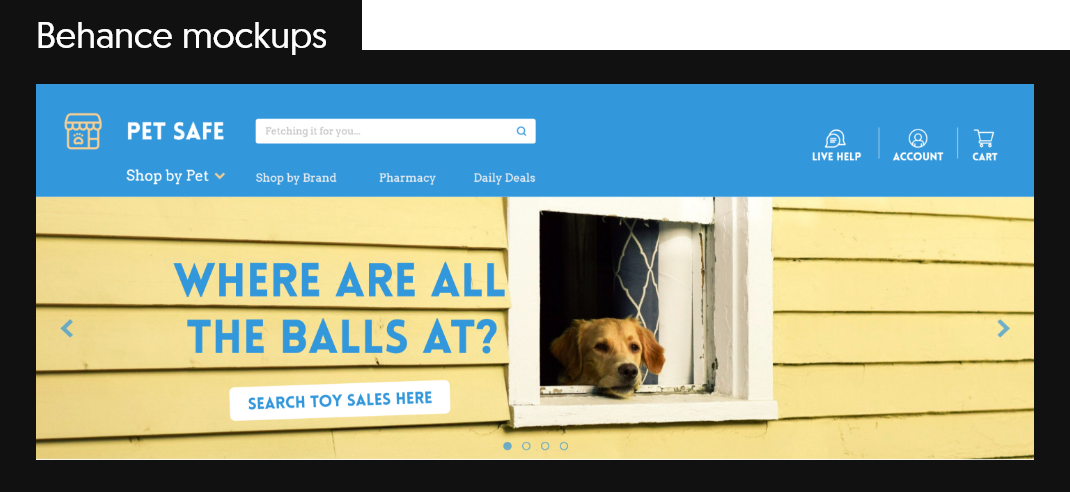 Behance mockups
PET SAFE
Fetching it for you...
LIVE HELP
ACCOUNT
CART
Shop by Pet
Shop by Brand
Pharmacy
Daily Deals
WHERE ARE ALL
THE BALLS AT?
SEARCH TOY SALES HERE